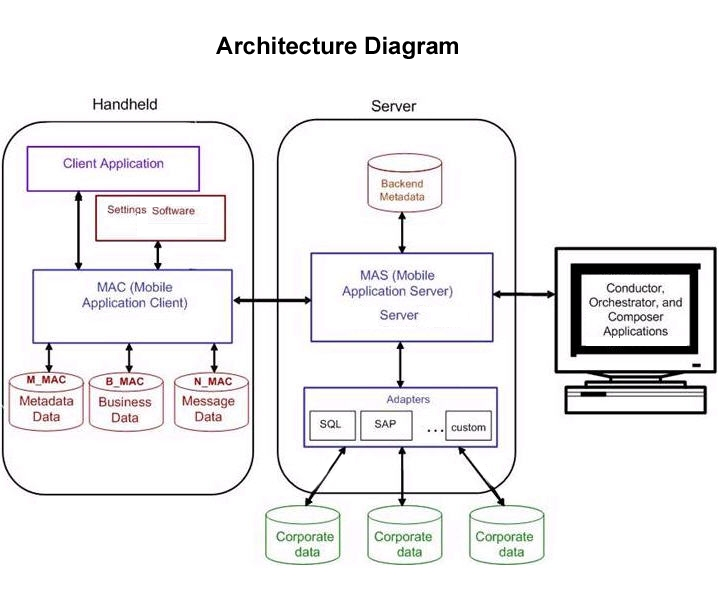 Architecture Diagram
Handheld
Server
Client Application
Settings Software
MAC (Mobile
Application Client)
M_MAC
Metadata
Data
B_MAC
Business
Data
N_MAC
Message
Data
Backend
Metadata
MAS (Mobile
Application Server)
Server
Adapters
SQL
SAP
...
custom
Corporate
data
Corporate
data
Corporate
data
Conductor,
Orchestrator, and
Composer
Applications